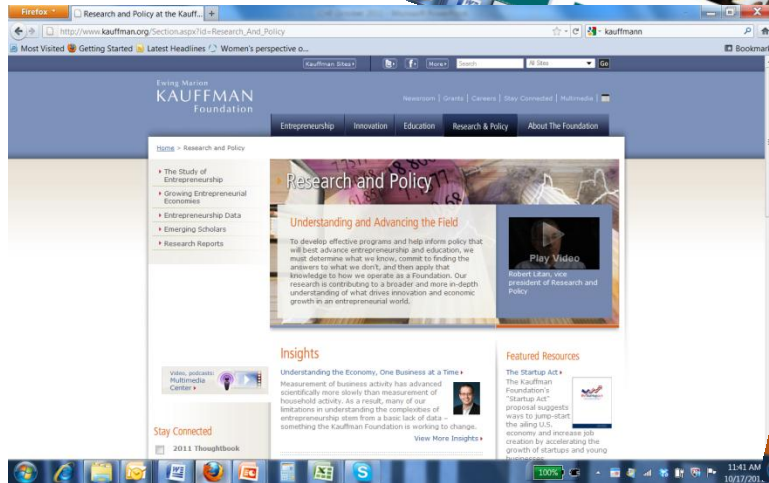 Firefox
Research and Policy at the Kauff...
http://www.kauffman.org/Section.aspx?id=Research_And_Policy
kauffmann
Most Visited Getting Started Latest Headlines Women's perspective o...
Bookmark
Kauffman Sites
More
Search
All Sites
Go
Ewing Marion
KAUFFMAN
Foundation
Newsroom | Grants | Careers | Stay Connected | Multimedia |
Entrepreneurship Innovation Education Research & Policy About The Foundation
Home > Research and Policy
The Study of
Entrepreneurship
Growing Entrepreneurial
Economies
Entrepreneurship Data
Emerging Scholars
Research Reports
Research and Policy
Understanding and Advancing the Field
To develop effective programs and help inform policy that
will best advance entrepreneurship and education, we
must determine what we know, commit to finding the
answers to what we don't, and then apply that
knowledge to how we operate as a Foundation. Our
research is contributing to a broader and more in-depth
understanding of what drives innovation and economic
growth in an entrepreneurial world.
Play Video
Robert Litan, vice
president of Research and
Policy
Video, podcasts:
Multimedia
Center
Stay Connected
2011 Thoughtbook
Insights
Understanding the Economy, One Business at a Time
Measurement of business activity has advanced
scientifically more slowly than measurement of
household activity. As a result, many of our
limitations in understanding the complexities of
entrepreneurship stem from a basic lack of data –
something the Kauffman Foundation is working to change.
View More Insights
Featured Resources
The Startup Act
The Kauffman
Foundation's
"Startup Act"
proposal suggests
ways to jump-start
the ailing U.S.
economy and increase job
creation by accelerating the
growth of startups and young
businesses.
100%
11:41 AM
10/17/201